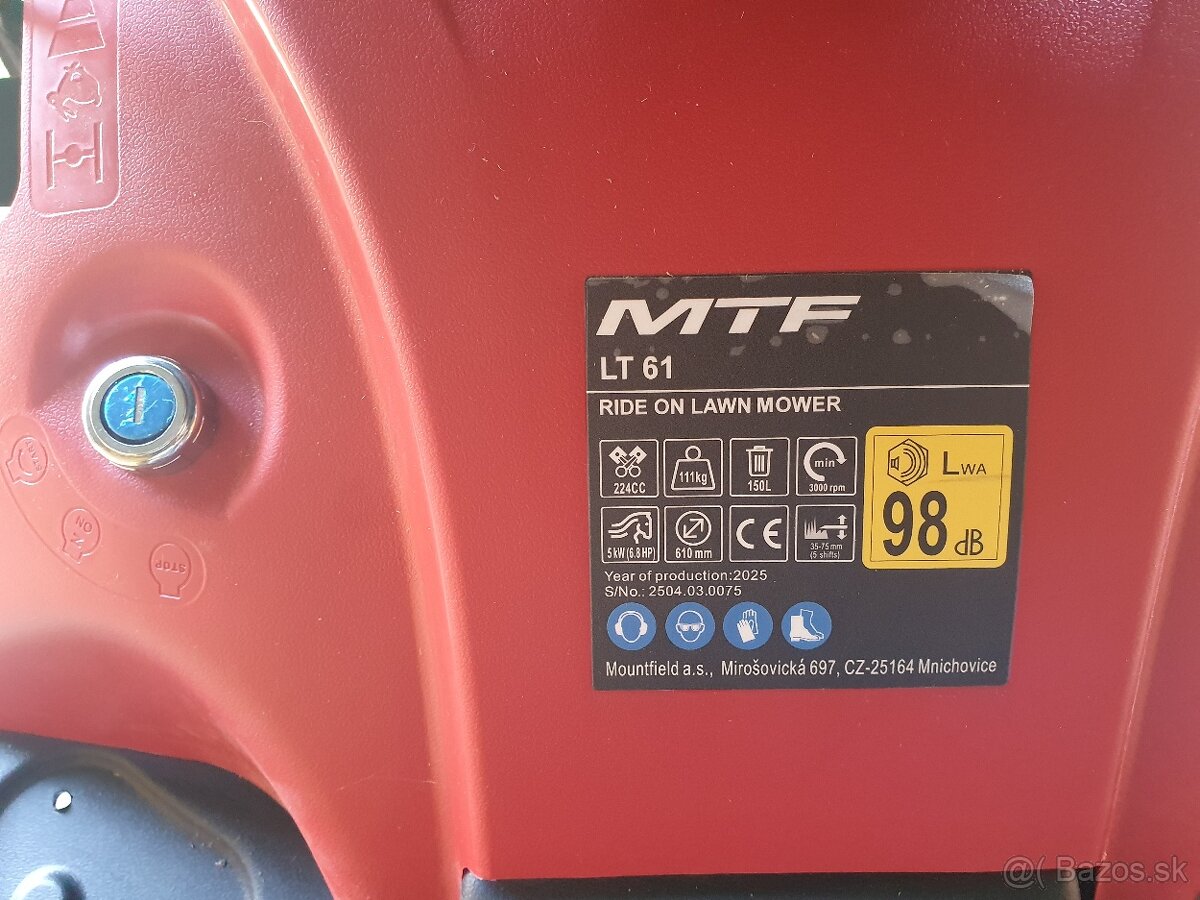 MTF
LT 61
RIDE ON LAWN MOWER
224CC
111kg
150L
min
3000 rpm
LWA
98 dB
5 kW (6.8 HP)
610 mm
CE
35-75 mm
(5 shifts)
Year of production:2025
S/No.: 2504.03.0075
Mountfield a.s., Mirošovická 697, CZ-25164 Mnichovice
START
ON
STOP
@( Bazos.sk